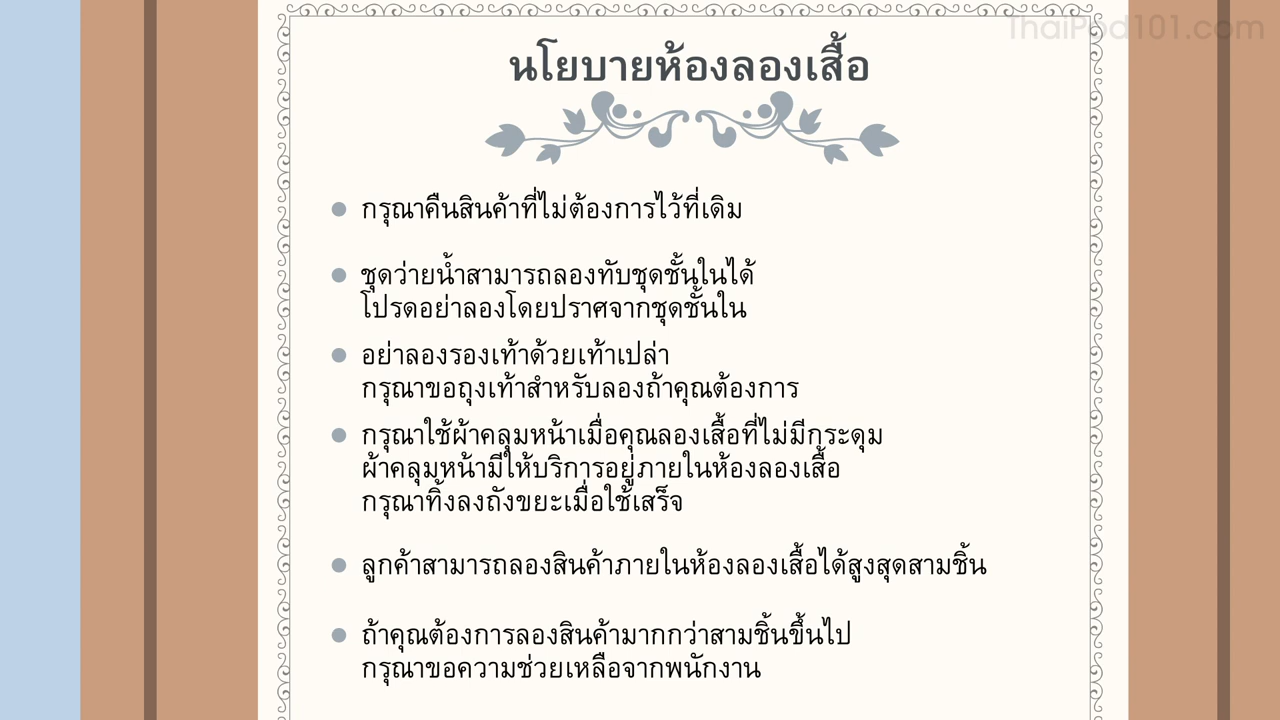 ThaiPod101.com
นโยบายห้องลองเสื้อ
กรุณาคืนสินค้าที่ไม่ต้องการไว้ที่เดิม
ชุดว่ายน้ำสามารถลองทับชุดชั้นในได้
โปรดอย่าลองโดยปราศจากชุดชั้นใน
อย่าลองรองเท้าด้วยเท้าเปล่า
กรุณาขอถุงเท้าสำหรับลองถ้าคุณต้องการ
กรุณาใช้ผ้าคลุมหน้าเมื่อคุณลองเสื้อที่ไม่มีกระดุม
ผ้าคลุมหน้ามีให้บริการอยู่ภายในห้องลองเสื้อ
กรุณาทิ้งลงถังขยะเมื่อใช้เสร็จ
ลูกค้าสามารถลองสินค้าภายในห้องลองเสื้อได้สูงสุดสามชิ้น
ถ้าคุณต้องการลองสินค้ามากกว่าสามชิ้นขึ้นไป
กรุณาขอความช่วยเหลือจากพนักงาน